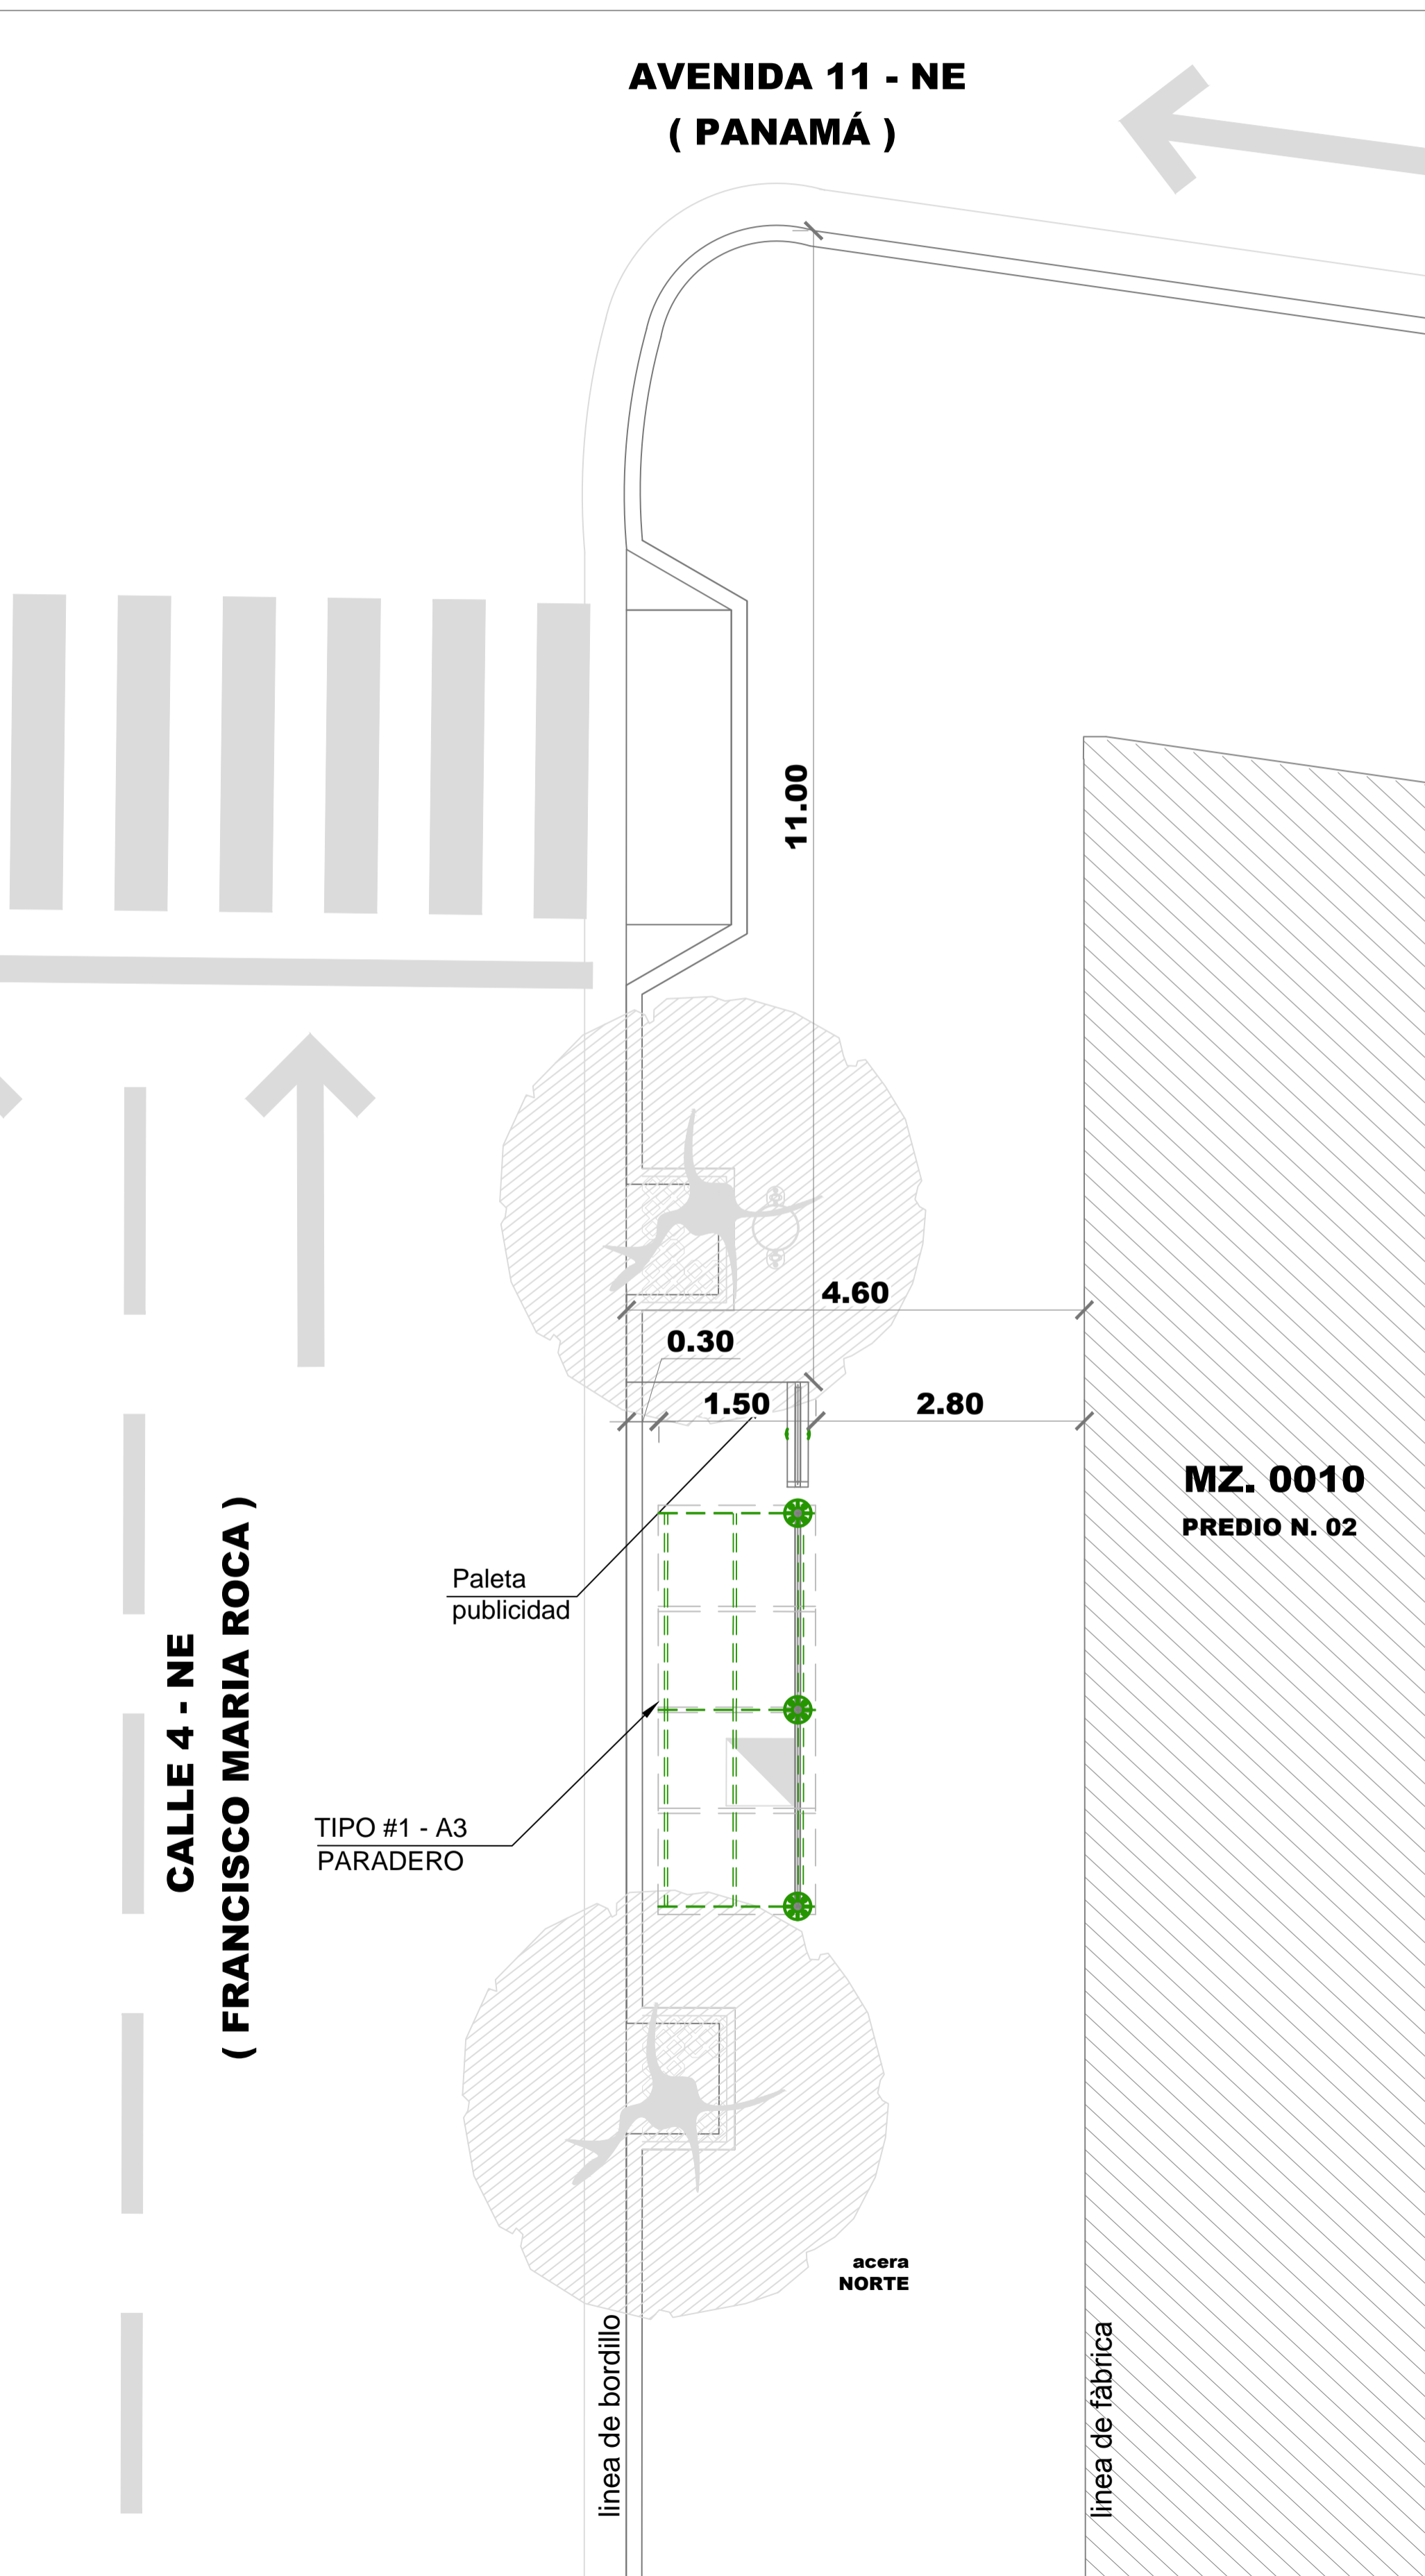 AVENIDA 11 - NE
( PANAMÁ )
11.00
4.60
0.30
1.50
2.80
MZ. 0010
PREDIO N. 02
Paleta
publicidad
CALLE 4 - NE
( FRANCISCO MARIA ROCA )
TIPO #1 - A3
PARADERO
acera
NORTE
linea de bordillo
linea de fàbrica